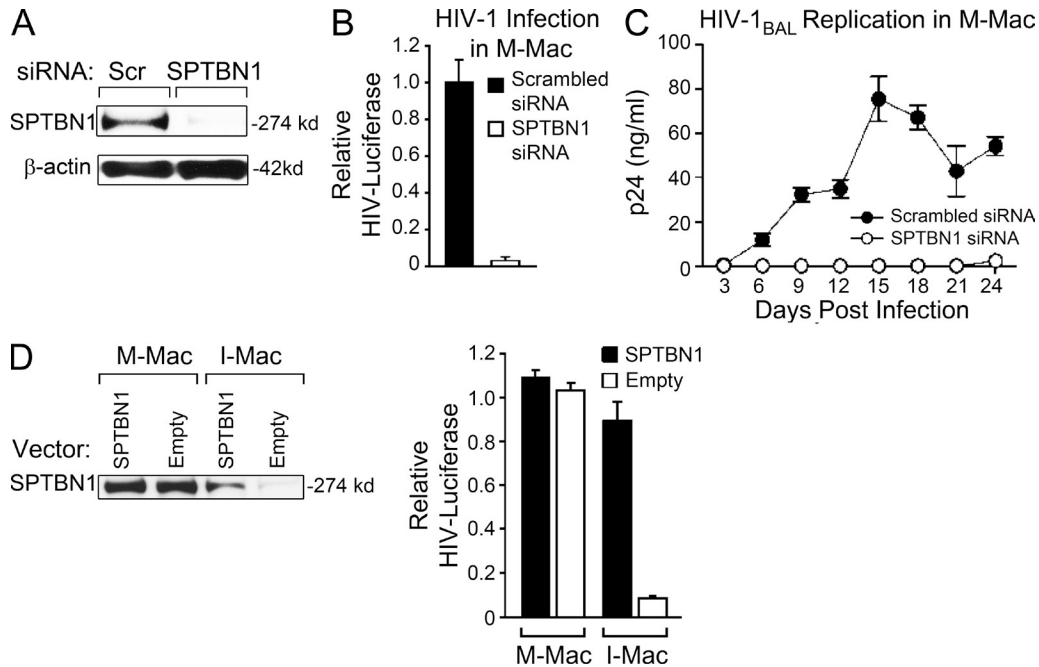 A
siRNA: Scr SPTBN1
SPTBN1 -274 kd
β-actin -42kd
B
HIV-1 Infection
in M-Mac
Relative
HIV-Luciferase
1.2
1.0
0.8
0.6
0.4
0.2
0
Scrambled
siRNA
SPTBN1
siRNA
C
HIV-1BAL Replication in M-Mac
p24 (ng/ml)
100
80
60
40
20
0
Scrambled siRNA
SPTBN1 siRNA
3 6 9 12 15 18 21 24
Days Post Infection
D
M-Mac I-Mac
Vector: SPTBN1 Empty SPTBN1 Empty
SPTBN1 -274 kd
Relative
HIV-Luciferase
1.2
1.0
0.8
0.6
0.4
0.2
0
SPTBN1
Empty
M-Mac I-Mac